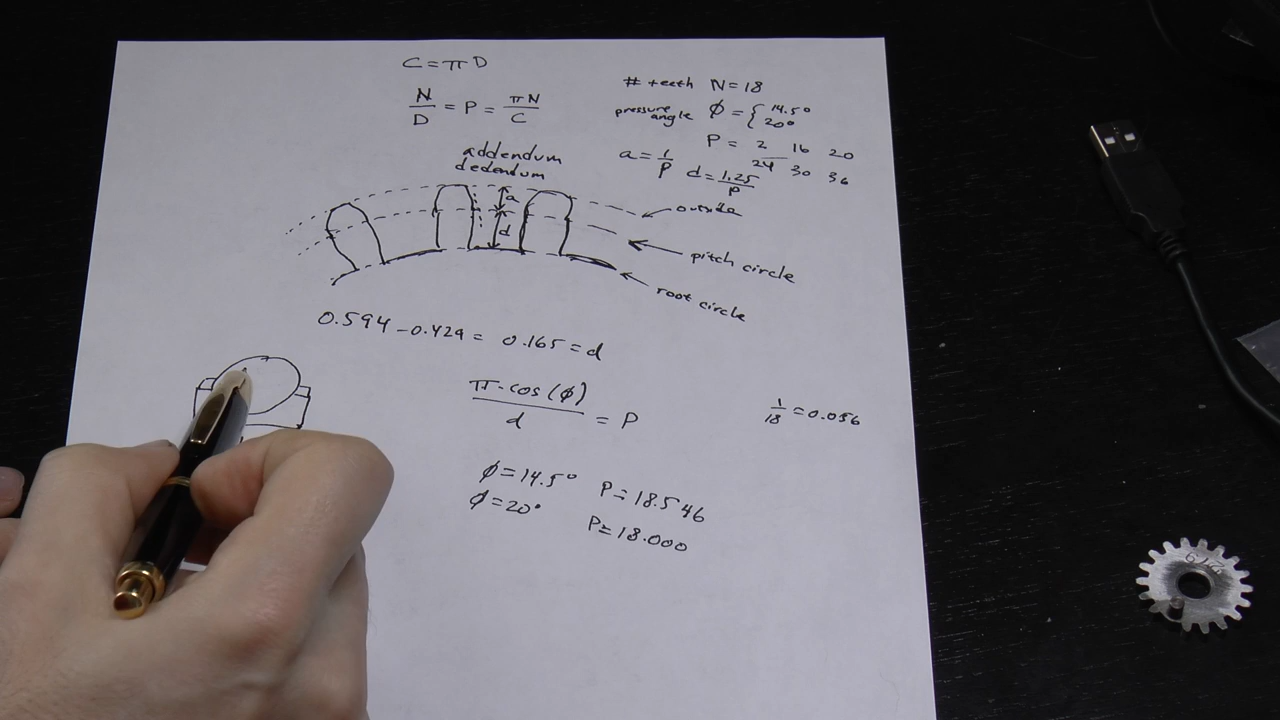 C = π D
N/D = P = πN/C
# teeth N = 18
pressure angle ϕ = { 14.5° 20°
P = 2 16 20
24 30 36
a = 1/P d = 1.25/P
addendum
dedendum
a
d
outside
pitch circle
root circle
0.594 - 0.429 = 0.165 = d
π·cos(ϕ)/d = P
1/18 = 0.056
ϕ = 14.5° P = 18.546
ϕ = 20° P = 18.000